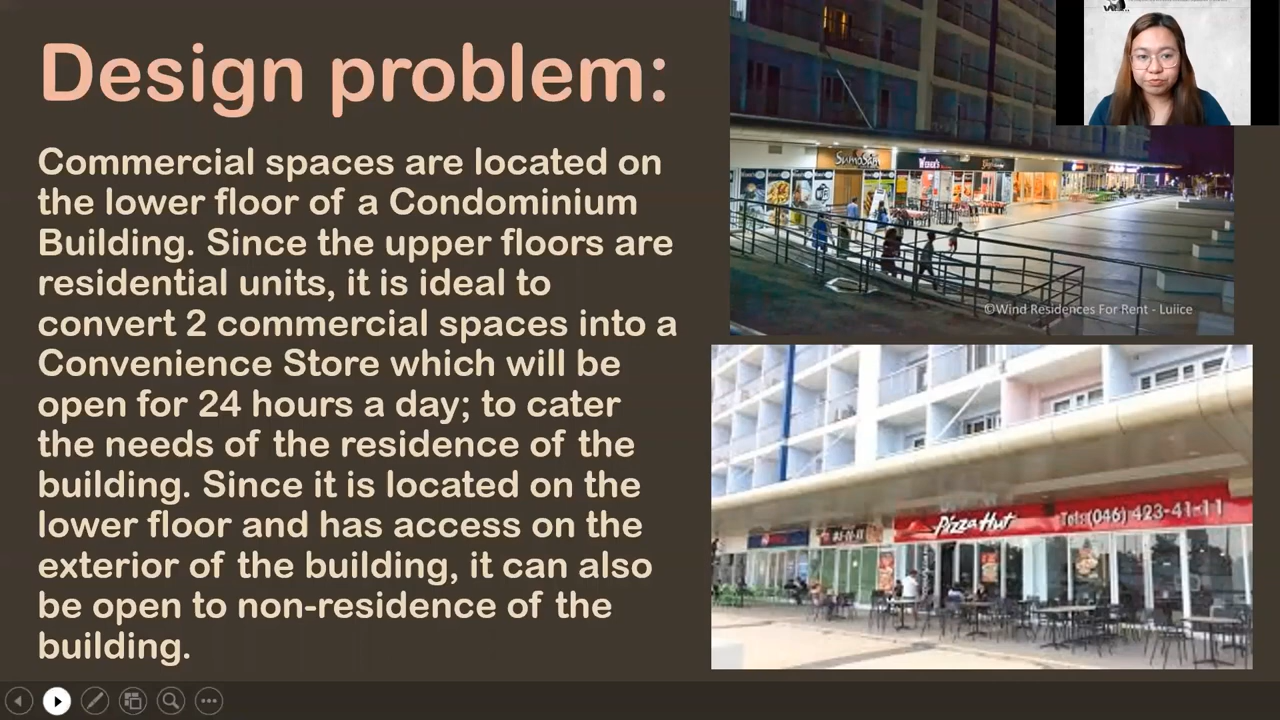 Design problem:
Commercial spaces are located on
the lower floor of a Condominium
Building. Since the upper floors are
residential units, it is ideal to
convert 2 commercial spaces into a
Convenience Store which will be
open for 24 hours a day; to cater
the needs of the residence of the
building. Since it is located on the
lower floor and has access on the
exterior of the building, it can also
be open to non-residence of the
building.
SumoSam
©Wind Residences For Rent - Luiice
Pizza Hut Tel: (046) 423-41-11